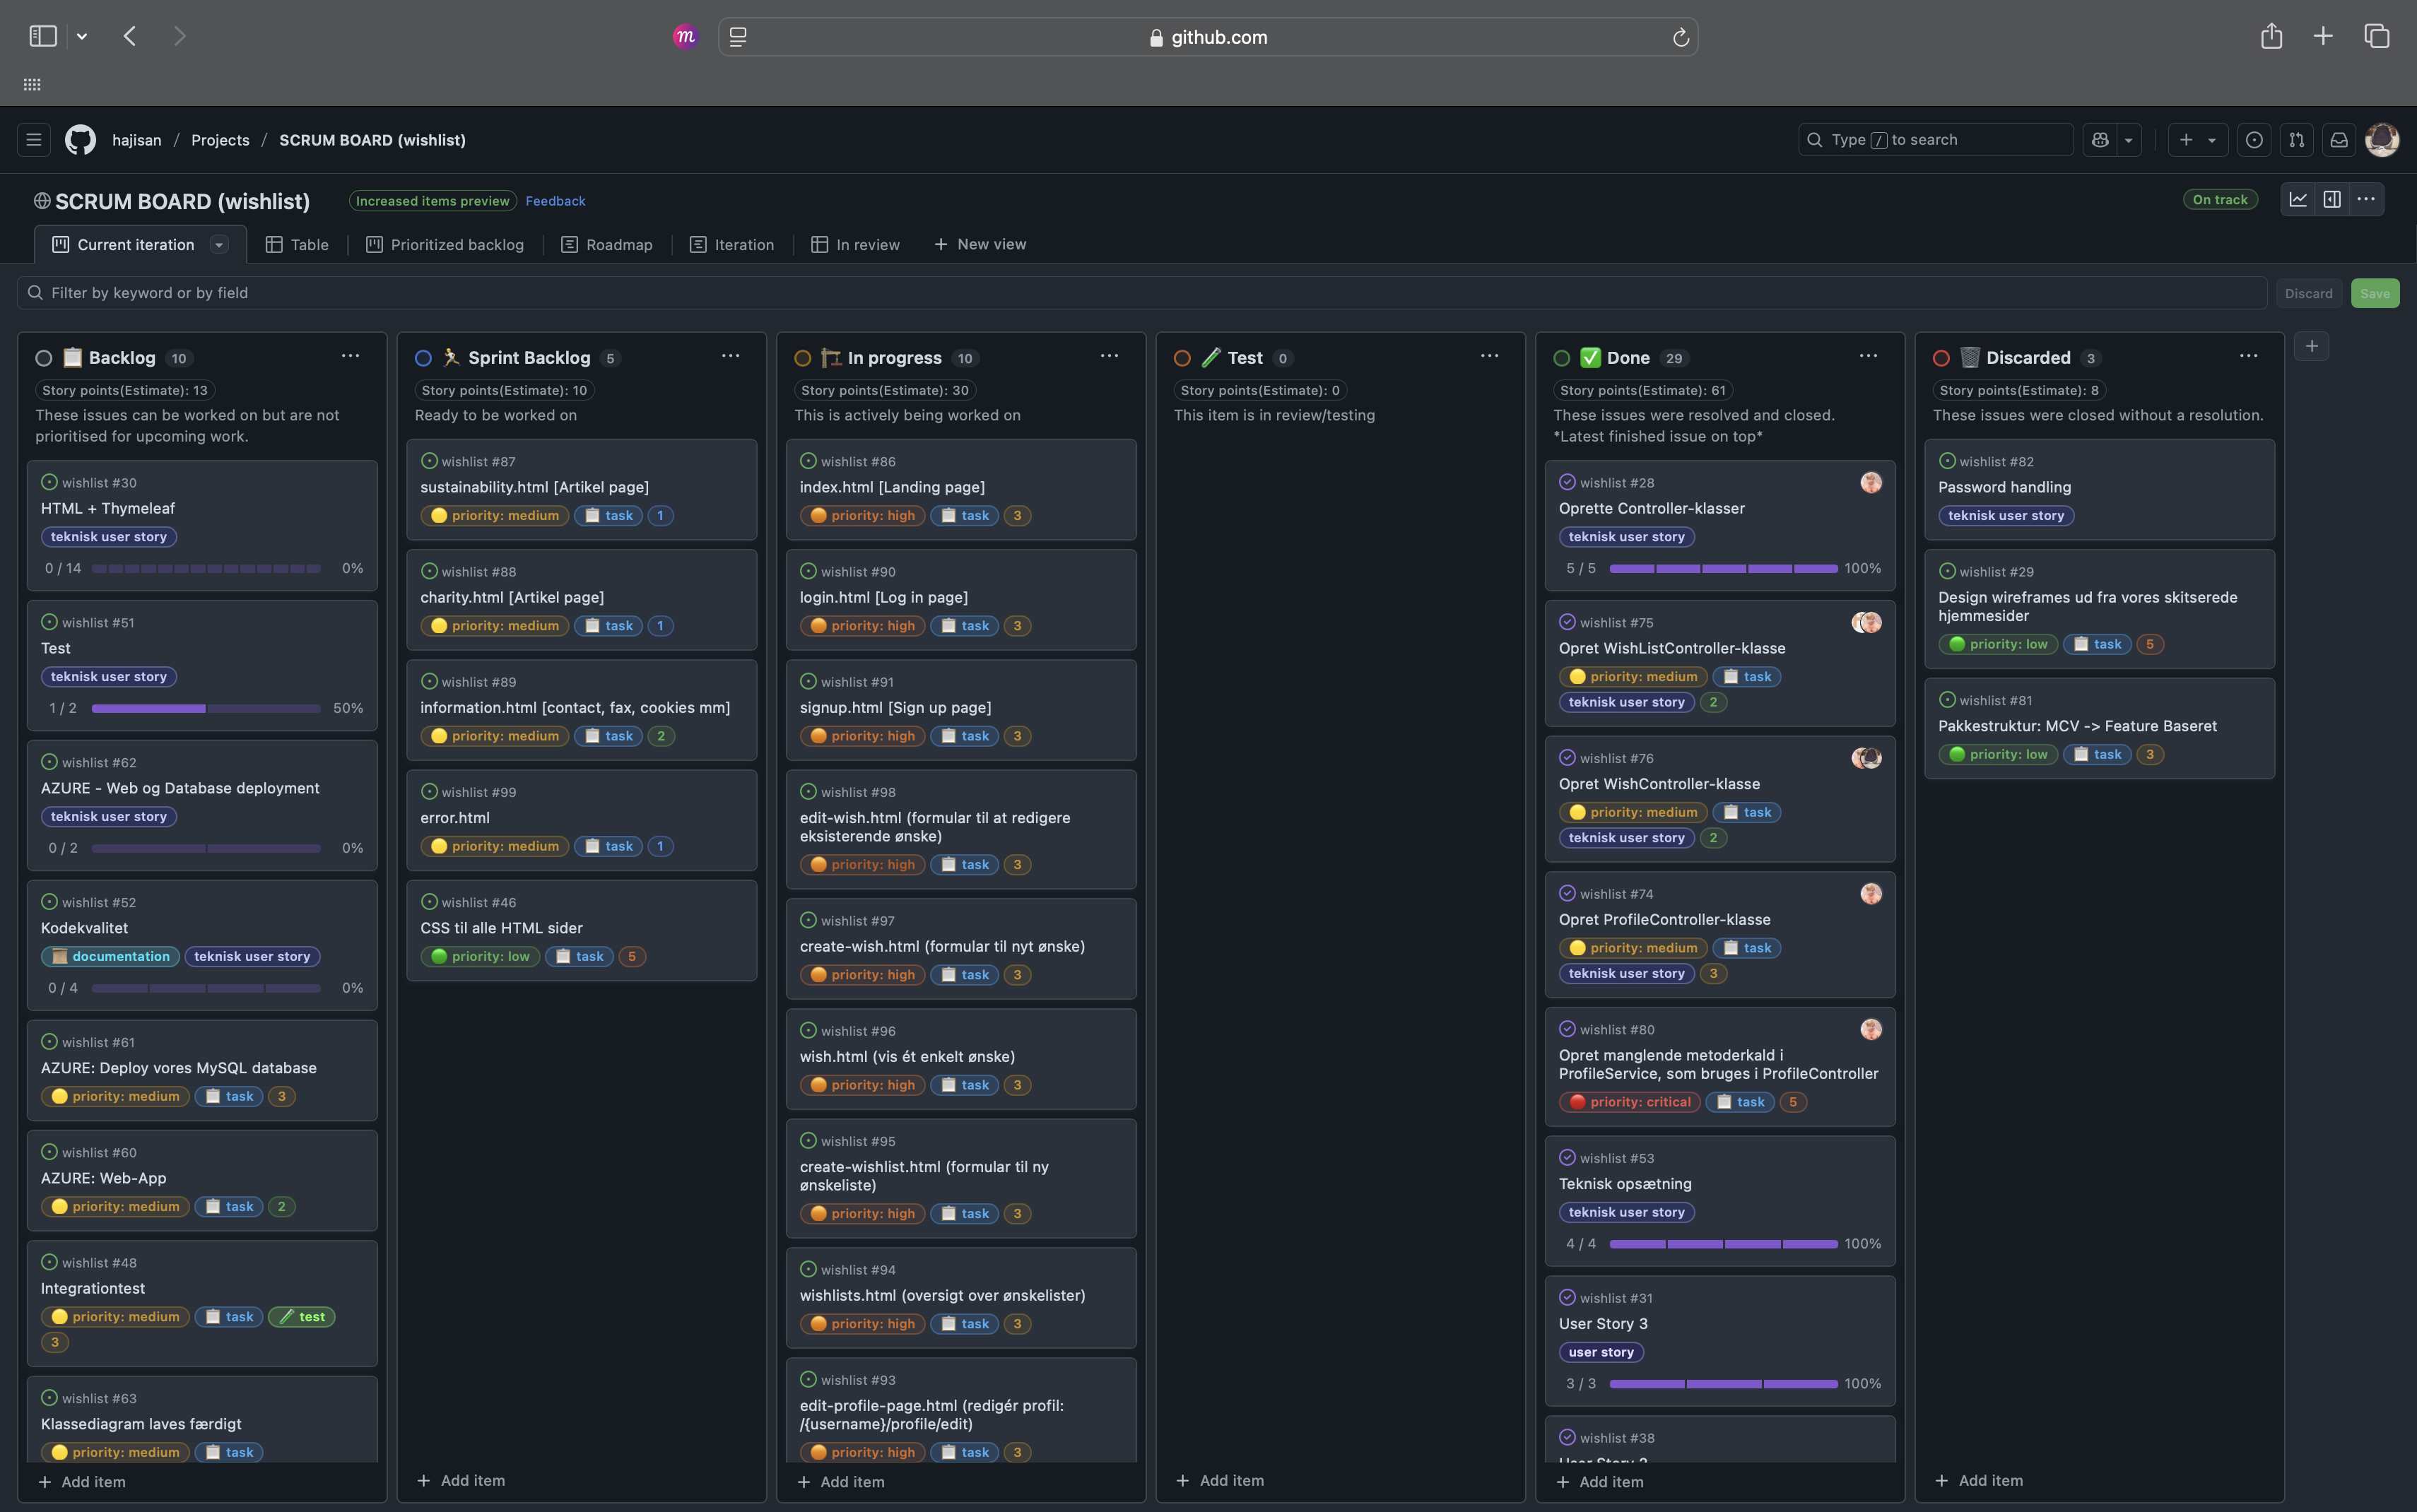 m
github.com
hajisan / Projects / SCRUM BOARD (wishlist)
Type / to search
SCRUM BOARD (wishlist)
Increased items preview
Feedback
On track
Current iteration
Table
Prioritized backlog
Roadmap
Iteration
In review
New view
Filter by keyword or by field
Discard
Save
Backlog 10
Story points(Estimate): 13
These issues can be worked on but are not
prioritised for upcoming work.
wishlist #30
HTML + Thymeleaf
teknisk user story
0 / 14 0%
wishlist #51
Test
teknisk user story
1 / 2 50%
wishlist #62
AZURE - Web og Database deployment
teknisk user story
0 / 2 0%
wishlist #52
Kodekvalitet
documentation teknisk user story
0 / 4 0%
wishlist #61
AZURE: Deploy vores MySQL database
priority: medium task 3
wishlist #60
AZURE: Web-App
priority: medium task 2
wishlist #48
Integrationtest
priority: medium task test
3
wishlist #63
Klassediagram laves færdigt
priority: medium task
Add item
Sprint Backlog 5
Story points(Estimate): 10
Ready to be worked on
wishlist #87
sustainability.html [Artikel page]
priority: medium task 1
wishlist #88
charity.html [Artikel page]
priority: medium task 1
wishlist #89
information.html [contact, fax, cookies mm]
priority: medium task 2
wishlist #99
error.html
priority: medium task 1
wishlist #46
CSS til alle HTML sider
priority: low task 5
Add item
In progress 10
Story points(Estimate): 30
This is actively being worked on
wishlist #86
index.html [Landing page]
priority: high task 3
wishlist #90
login.html [Log in page]
priority: high task 3
wishlist #91
signup.html [Sign up page]
priority: high task 3
wishlist #98
edit-wish.html (formular til at redigere
eksisterende ønske)
priority: high task 3
wishlist #97
create-wish.html (formular til nyt ønske)
priority: high task 3
wishlist #96
wish.html (vis ét enkelt ønske)
priority: high task 3
wishlist #95
create-wishlist.html (formular til ny
ønskeliste)
priority: high task 3
wishlist #94
wishlists.html (oversigt over ønskelister)
priority: high task 3
wishlist #93
edit-profile-page.html (redigér profil:
/{username}/profile/edit)
priority: high task 3
Add item
Test 0
Story points(Estimate): 0
This item is in review/testing
Add item
Done 29
Story points(Estimate): 61
These issues were resolved and closed.
*Latest finished issue on top*
wishlist #28
Oprette Controller-klasser
teknisk user story
5 / 5 100%
wishlist #75
Opret WishListController-klasse
priority: medium task
teknisk user story 2
wishlist #76
Opret WishController-klasse
priority: medium task
teknisk user story 2
wishlist #74
Opret ProfileController-klasse
priority: medium task
teknisk user story 3
wishlist #80
Opret manglende metoderkald i
ProfileService, som bruges i ProfileController
priority: critical task 5
wishlist #53
Teknisk opsætning
teknisk user story
4 / 4 100%
wishlist #31
User Story 3
user story
3 / 3 100%
wishlist #38
Add item
Discarded 3
Story points(Estimate): 8
These issues were closed without a resolution.
wishlist #82
Password handling
teknisk user story
wishlist #29
Design wireframes ud fra vores skitserede
hjemmesider
priority: low task 5
wishlist #81
Pakkestruktur: MCV -> Feature Baseret
priority: low task 3
Add item